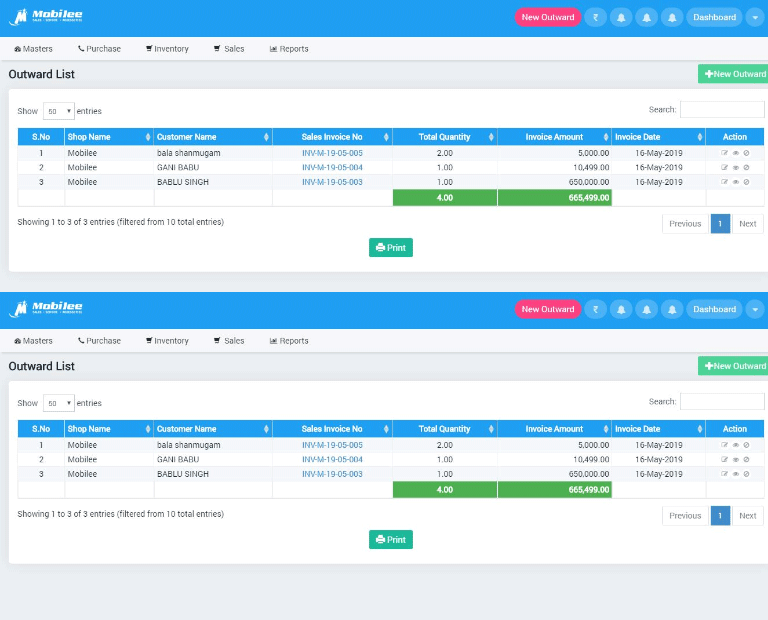 Mobilee
New Outward ₹ Dashboard
Masters Purchase Inventory Sales Reports
Outward List
New Outward
Show 50 entries
Search:
S.No Shop Name Customer Name Sales Invoice No Total Quantity Invoice Amount Invoice Date Action
1 Mobilee bala shanmugam INV-M-19-05-005 2.00 5,000.00 16-May-2019
2 Mobilee GANI BABU INV-M-19-05-004 1.00 10,499.00 16-May-2019
3 Mobilee BABLU SINGH INV-M-19-05-003 1.00 650,000.00 16-May-2019
4.00 665,499.00
Showing 1 to 3 of 3 entries (filtered from 10 total entries)
Previous 1 Next
Print
Mobilee
New Outward ₹ Dashboard
Masters Purchase Inventory Sales Reports
Outward List
New Outward
Show 50 entries
Search:
S.No Shop Name Customer Name Sales Invoice No Total Quantity Invoice Amount Invoice Date Action
1 Mobilee bala shanmugam INV-M-19-05-005 2.00 5,000.00 16-May-2019
2 Mobilee GANI BABU INV-M-19-05-004 1.00 10,499.00 16-May-2019
3 Mobilee BABLU SINGH INV-M-19-05-003 1.00 650,000.00 16-May-2019
4.00 665,499.00
Showing 1 to 3 of 3 entries (filtered from 10 total entries)
Previous 1 Next
Print